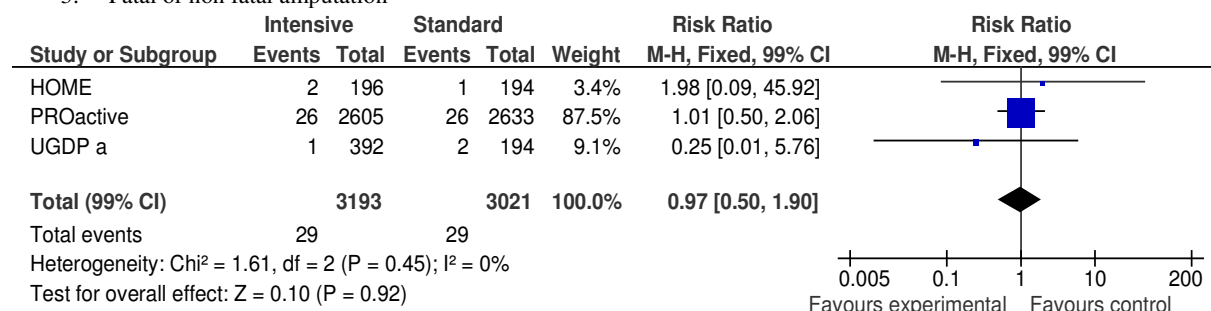 3. Fatal or non fatal amputation
Intensive Standard Risk Ratio Risk Ratio
Study or Subgroup Events Total Events Total Weight M-H, Fixed, 99% CI M-H, Fixed, 99% CI
HOME 2 196 1 194 3.4% 1.98 [0.09, 45.92]
PROactive 26 2605 26 2633 87.5% 1.01 [0.50, 2.06]
UGDP a 1 392 2 194 9.1% 0.25 [0.01, 5.76]
Total (99% CI) 3193 3021 100.0% 0.97 [0.50, 1.90]
Total events 29 29
Heterogeneity: Chi² = 1.61, df = 2 (P = 0.45); I² = 0%
Test for overall effect: Z = 0.10 (P = 0.92)
0.005 0.1 1 10 200
Favours experimental Favours control